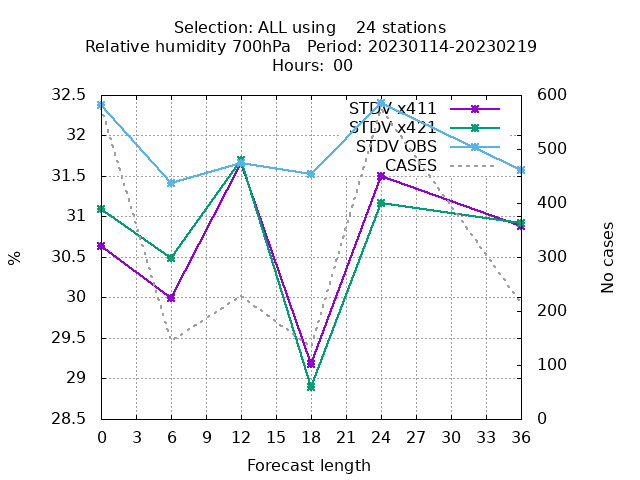 Selection: ALL using    24 stations
Relative humidity 700hPa   Period: 20230114-20230219
Hours:  00
STDV x411
STDV x421
STDV OBS
CASES
32.5
32
31.5
31
30.5
30
29.5
29
28.5
%
600
500
400
300
200
100
0
No cases
0 3 6 9 12 15 18 21 24 27 30 33 36
Forecast length